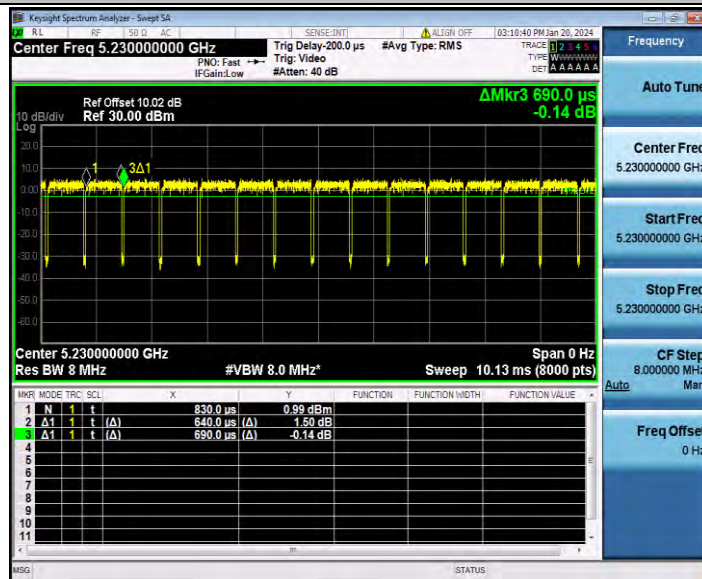 Keysight Spectrum Analyzer - Swept SA
RL RF 50 Ω AC SENSE:INT ALIGN OFF 03:10:40 PM Jan 20, 2024
Center Freq 5.230000000 GHz
PNO: Fast
IFGain:Low
Trig Delay-200.0 µs
Trig: Video
#Atten: 40 dB
#Avg Type: RMS
TRACE 1 2 3 4 5 6
TYPE
DET A A A A A A
Frequency
ΔMkr3 690.0 µs
-0.14 dB
Ref Offset 10.02 dB
10 dB/div Ref 30.00 dBm
Log
20.0
10.0
0.00
-10.0
-20.0
-30.0
-40.0
-50.0
-60.0
1
3Δ1
Center 5.230000000 GHz Span 0 Hz
Res BW 8 MHz #VBW 8.0 MHz* Sweep 10.13 ms (8000 pts)
MKR MODE TRC SCL X Y FUNCTION FUNCTION WIDTH FUNCTION VALUE
1 N 1 t 830.0 µs 0.99 dBm
2 Δ1 1 t (Δ) 640.0 µs (Δ) 1.50 dB
3 Δ1 1 t (Δ) 690.0 µs (Δ) -0.14 dB
4
5
6
7
8
9
10
11
MSG STATUS
Auto Tune
Center Freq
5.230000000 GHz
Start Freq
5.230000000 GHz
Stop Freq
5.230000000 GHz
CF Step
8.000000 MHz
Auto Man
Freq Offset
0 Hz